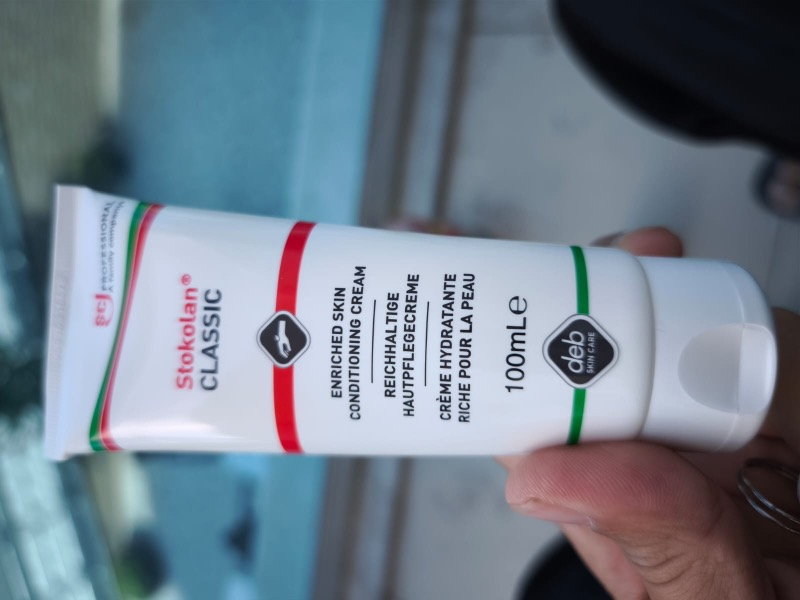 SCJ PROFESSIONAL
A family company
Stokolan®
CLASSIC
ENRICHED SKIN
CONDITIONING CREAM
REICHHALTIGE
HAUTPFLEGECREME
CRÈME HYDRATANTE
RICHE POUR LA PEAU
100mL℮
deb
SKIN CARE